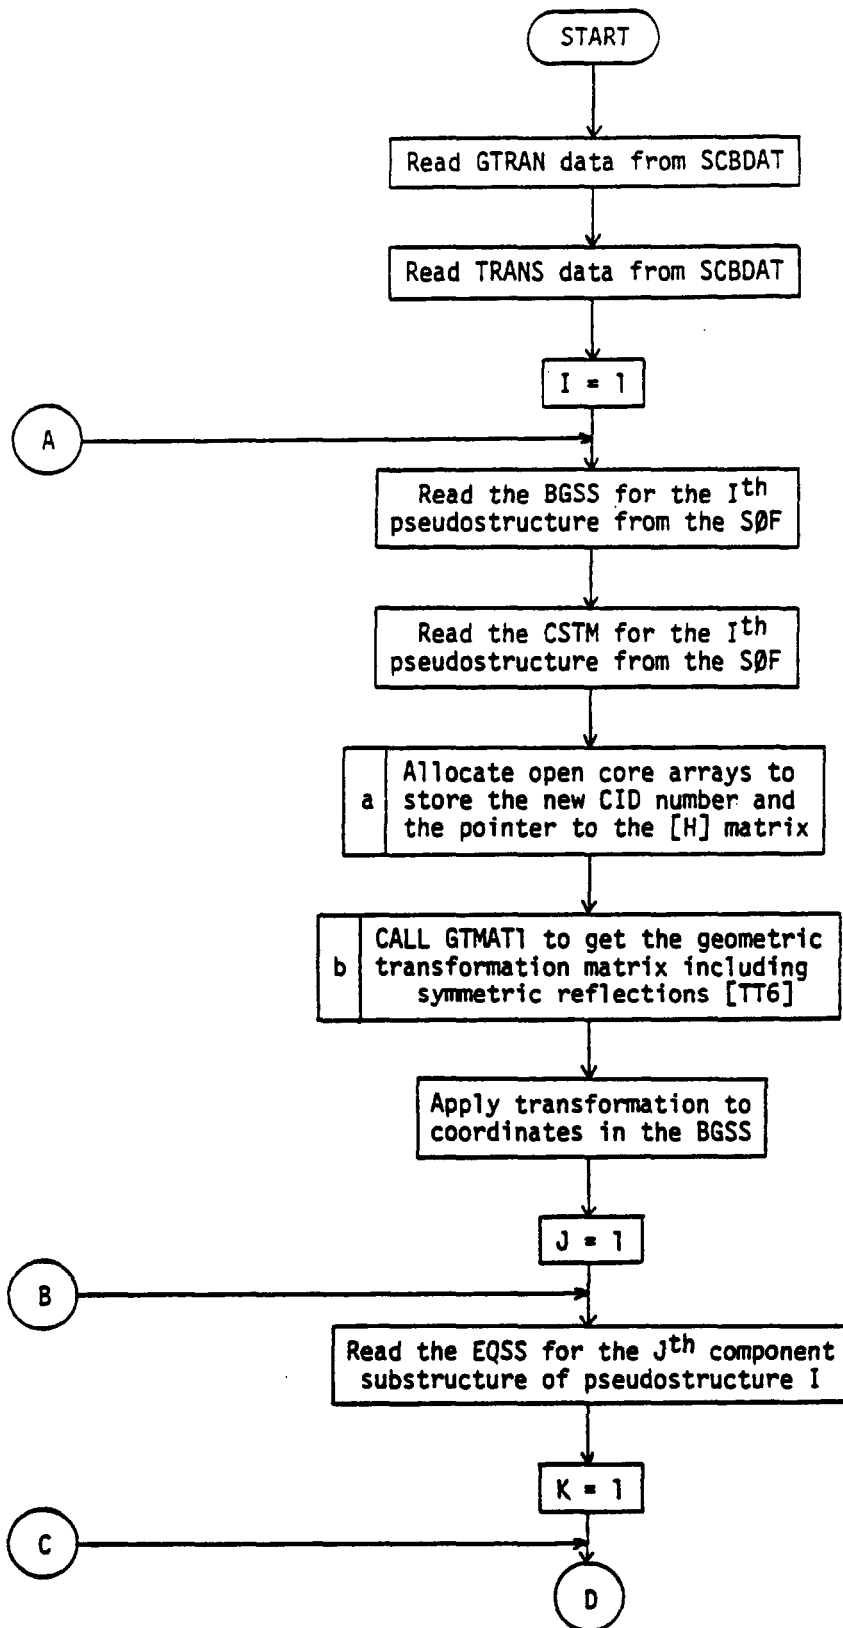 START
Read GTRAN data from SCBDAT
Read TRANS data from SCBDAT
I = 1
A
Read the BGSS for the Ith
pseudostructure from the SØF
Read the CSTM for the Ith
pseudostructure from the SØF
a
Allocate open core arrays to
store the new CID number and
the pointer to the [H] matrix
b
CALL GTMAT1 to get the geometric
transformation matrix including
symmetric reflections [TT6]
Apply transformation to
coordinates in the BGSS
J = 1
B
Read the EQSS for the Jth component
substructure of pseudostructure I
K = 1
C
D